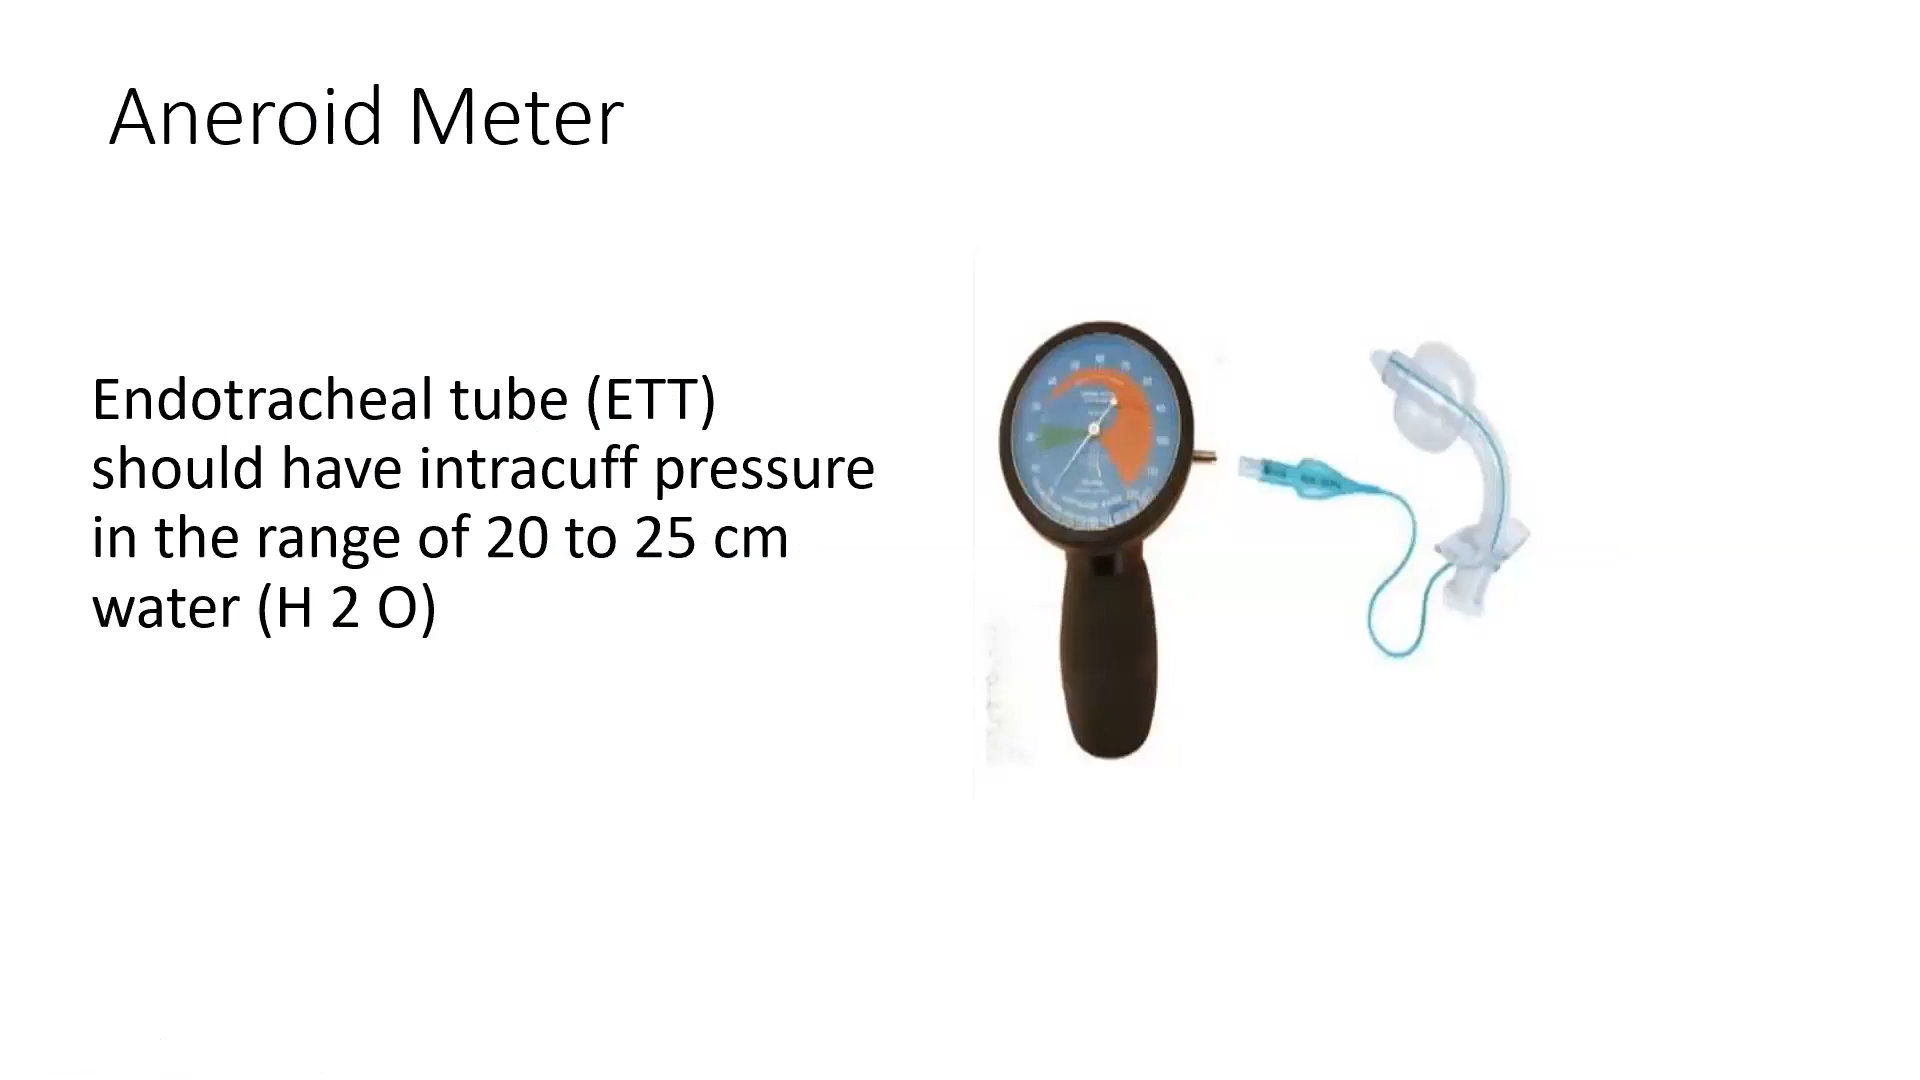 Aneroid Meter
Endotracheal tube (ETT)
should have intracuff pressure
in the range of 20 to 25 cm
water (H 2 O)